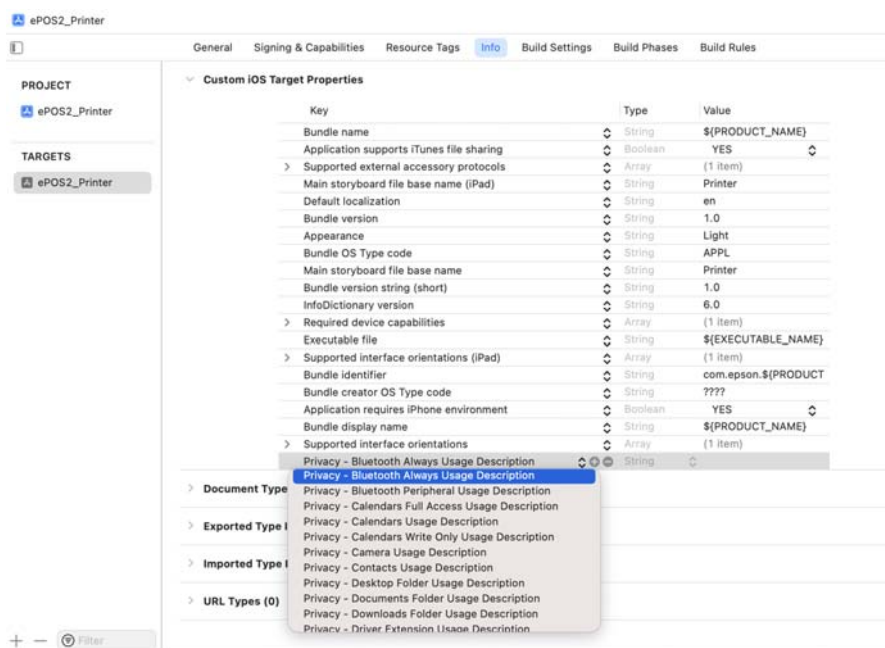 ePOS2_Printer
General Signing & Capabilities Resource Tags Info Build Settings Build Phases Build Rules
PROJECT
ePOS2_Printer
TARGETS
ePOS2_Printer
Custom iOS Target Properties
Key Type Value
Bundle name String ${PRODUCT_NAME}
Application supports iTunes file sharing Boolean YES
Supported external accessory protocols Array (1 item)
Main storyboard file base name (iPad) String Printer
Default localization String en
Bundle version String 1.0
Appearance String Light
Bundle OS Type code String APPL
Main storyboard file base name String Printer
Bundle version string (short) String 1.0
InfoDictionary version String 6.0
Required device capabilities Array (1 item)
Executable file String ${EXECUTABLE_NAME}
Supported interface orientations (iPad) Array (1 item)
Bundle identifier String com.epson.${PRODUCT
Bundle creator OS Type code String ????
Application requires iPhone environment Boolean YES
Bundle display name String ${PRODUCT_NAME}
Supported interface orientations Array (1 item)
Privacy - Bluetooth Always Usage Description String
Privacy - Bluetooth Always Usage Description
Privacy - Bluetooth Peripheral Usage Description
Privacy - Calendars Full Access Usage Description
Privacy - Calendars Usage Description
Privacy - Calendars Write Only Usage Description
Privacy - Camera Usage Description
Privacy - Contacts Usage Description
Privacy - Desktop Folder Usage Description
Privacy - Documents Folder Usage Description
Privacy - Downloads Folder Usage Description
Privacy - Driver Extension Usage Description
Document Type
Exported Type
Imported Type
URL Types (0)
Filter